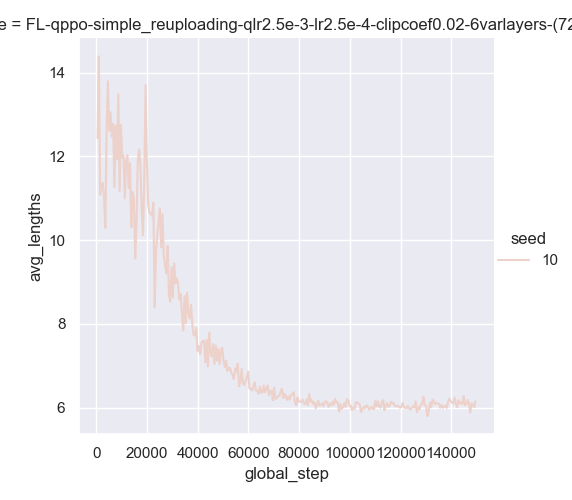 e = FL-qppo-simple_reuploading-qlr2.5e-3-lr2.5e-4-clipcoef0.02-6varlayers-(72
14
12
10
8
6
avg_lengths
0 20000 40000 60000 80000 100000 120000 140000
global_step
seed
10